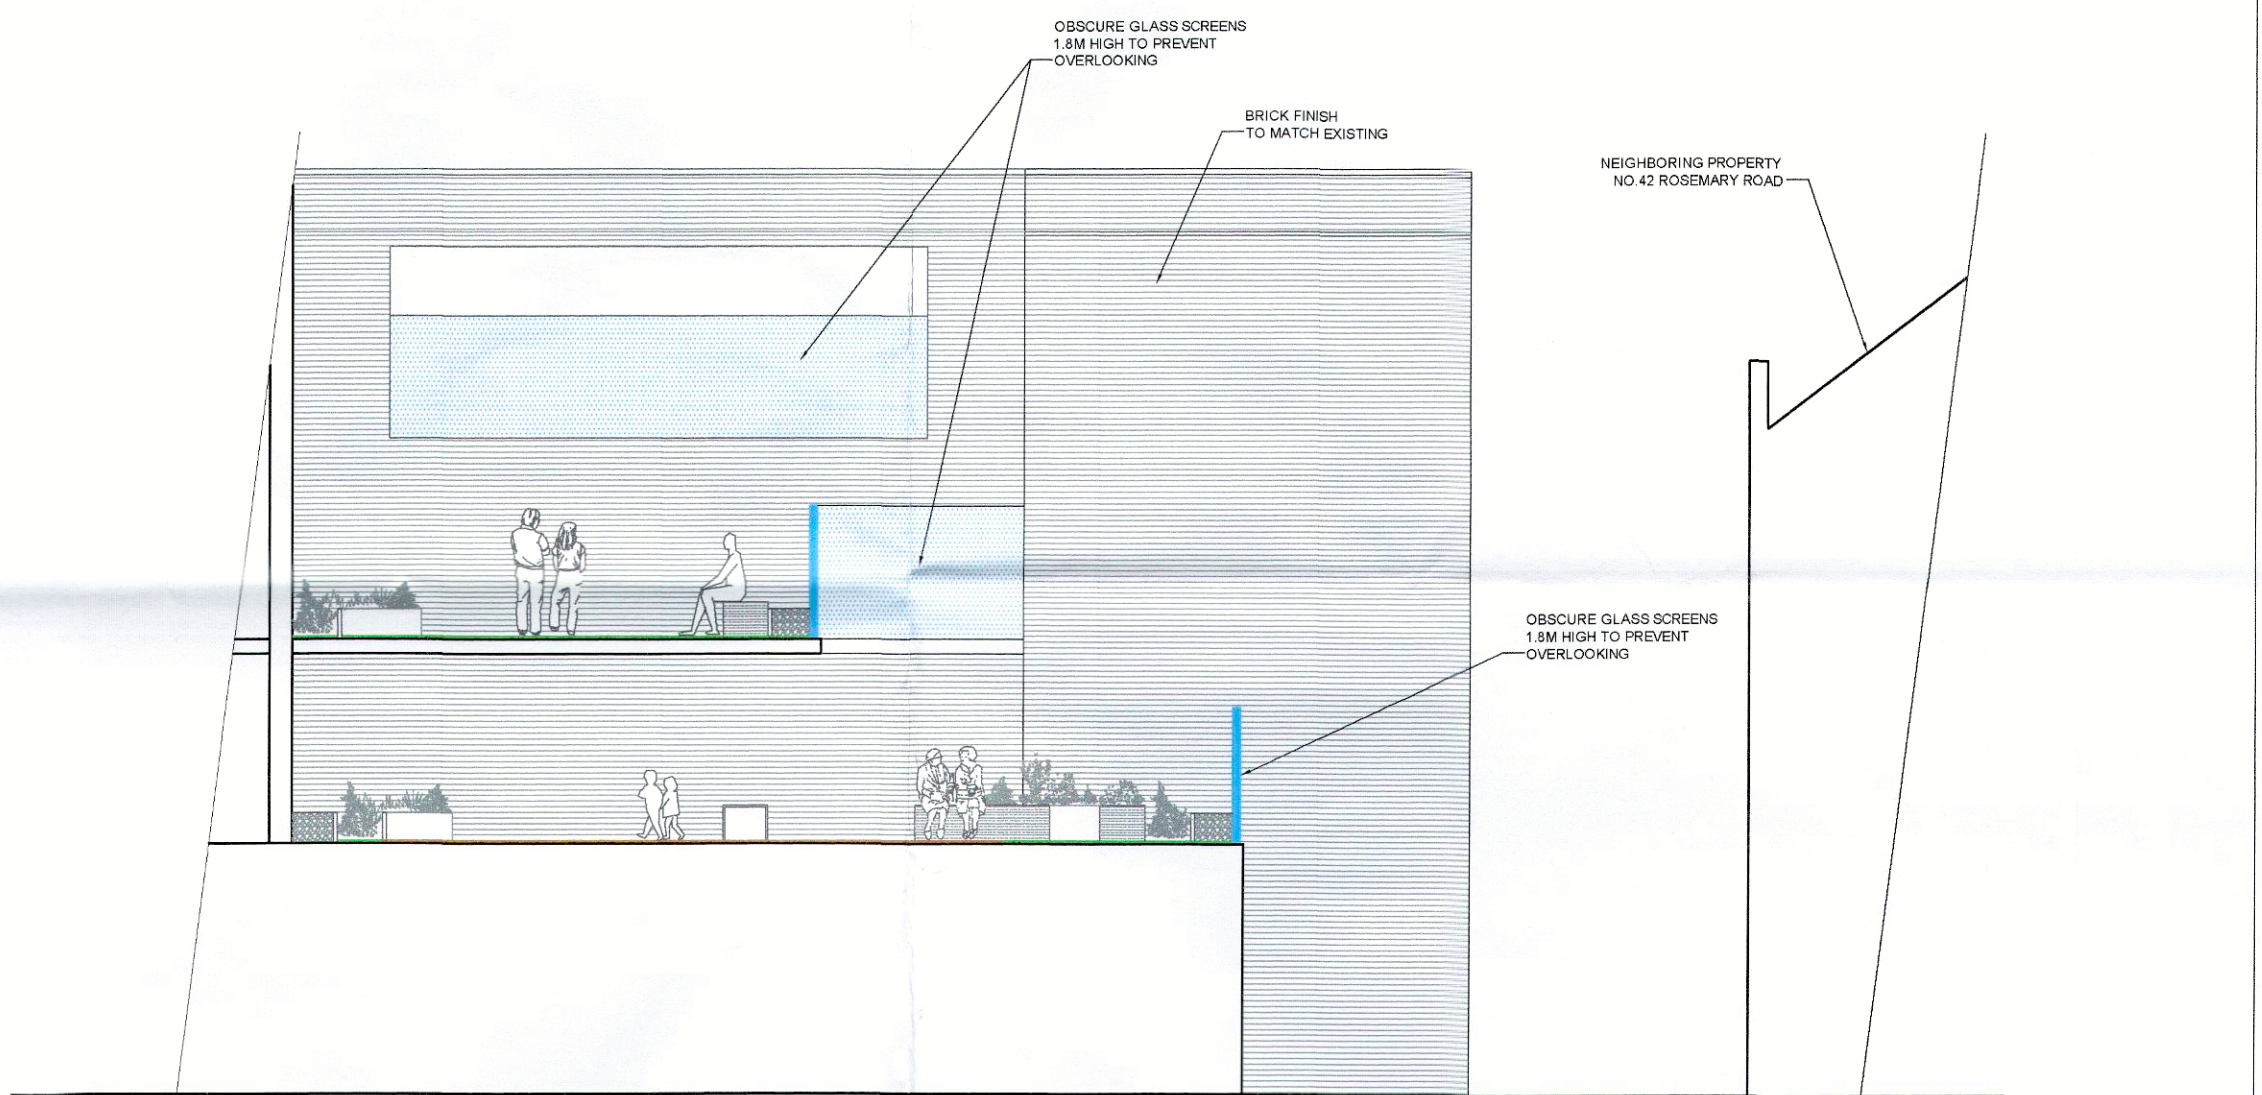 OBSCURE GLASS SCREENS
1.8M HIGH TO PREVENT
OVERLOOKING
BRICK FINISH
TO MATCH EXISTING
NEIGHBORING PROPERTY
NO.42 ROSEMARY ROAD
OBSCURE GLASS SCREENS
1.8M HIGH TO PREVENT
OVERLOOKING